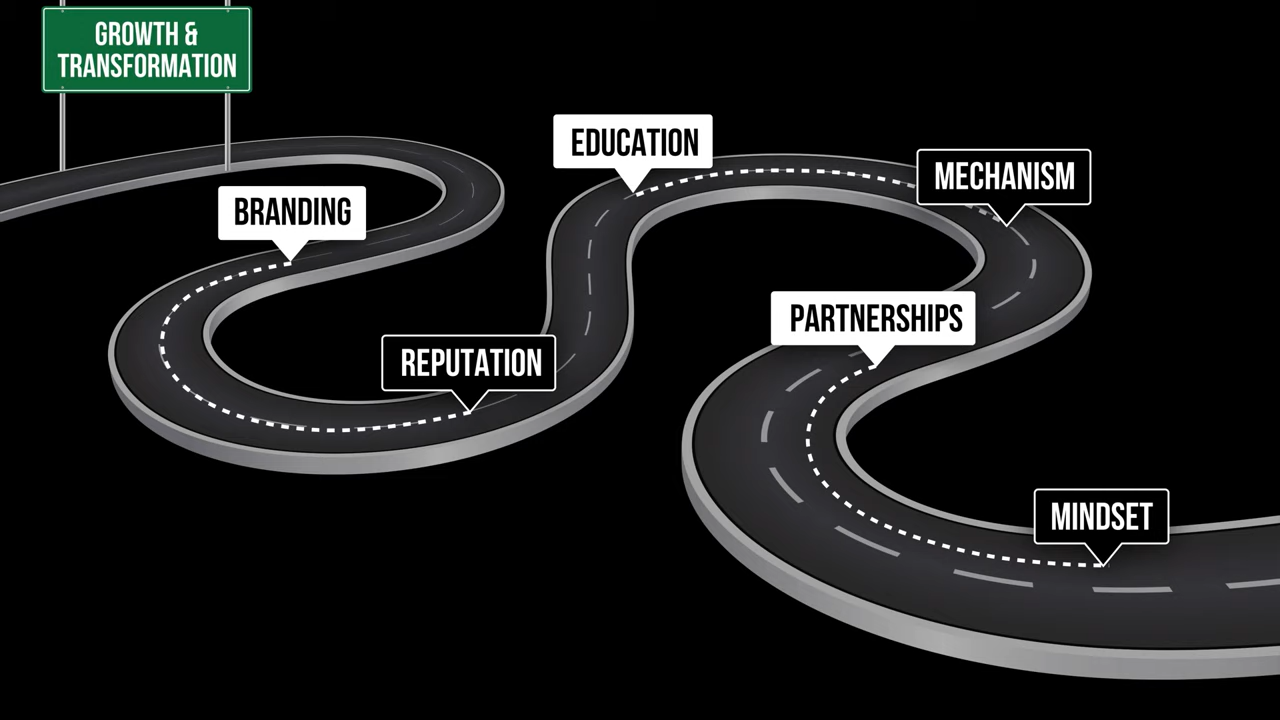 GROWTH &
TRANSFORMATION
EDUCATION
MECHANISM
BRANDING
PARTNERSHIPS
REPUTATION
MINDSET